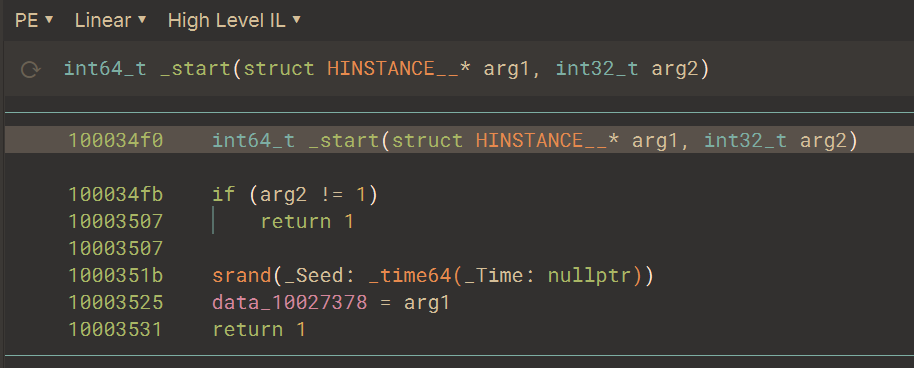 PE ▾ Linear ▾ High Level IL ▾
int64_t _start(struct HINSTANCE__* arg1, int32_t arg2)
100034f0 int64_t _start(struct HINSTANCE__* arg1, int32_t arg2)
100034fb if (arg2 != 1)
10003507 return 1
10003507
1000351b srand(_Seed: _time64(_Time: nullptr))
10003525 data_10027378 = arg1
10003531 return 1